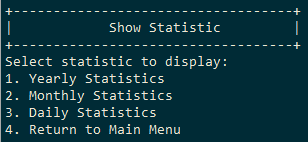 +-----------------------------------+
|            Show Statistic         |
+-----------------------------------+
Select statistic to display:
1. Yearly Statistics
2. Monthly Statistics
3. Daily Statistics
4. Return to Main Menu